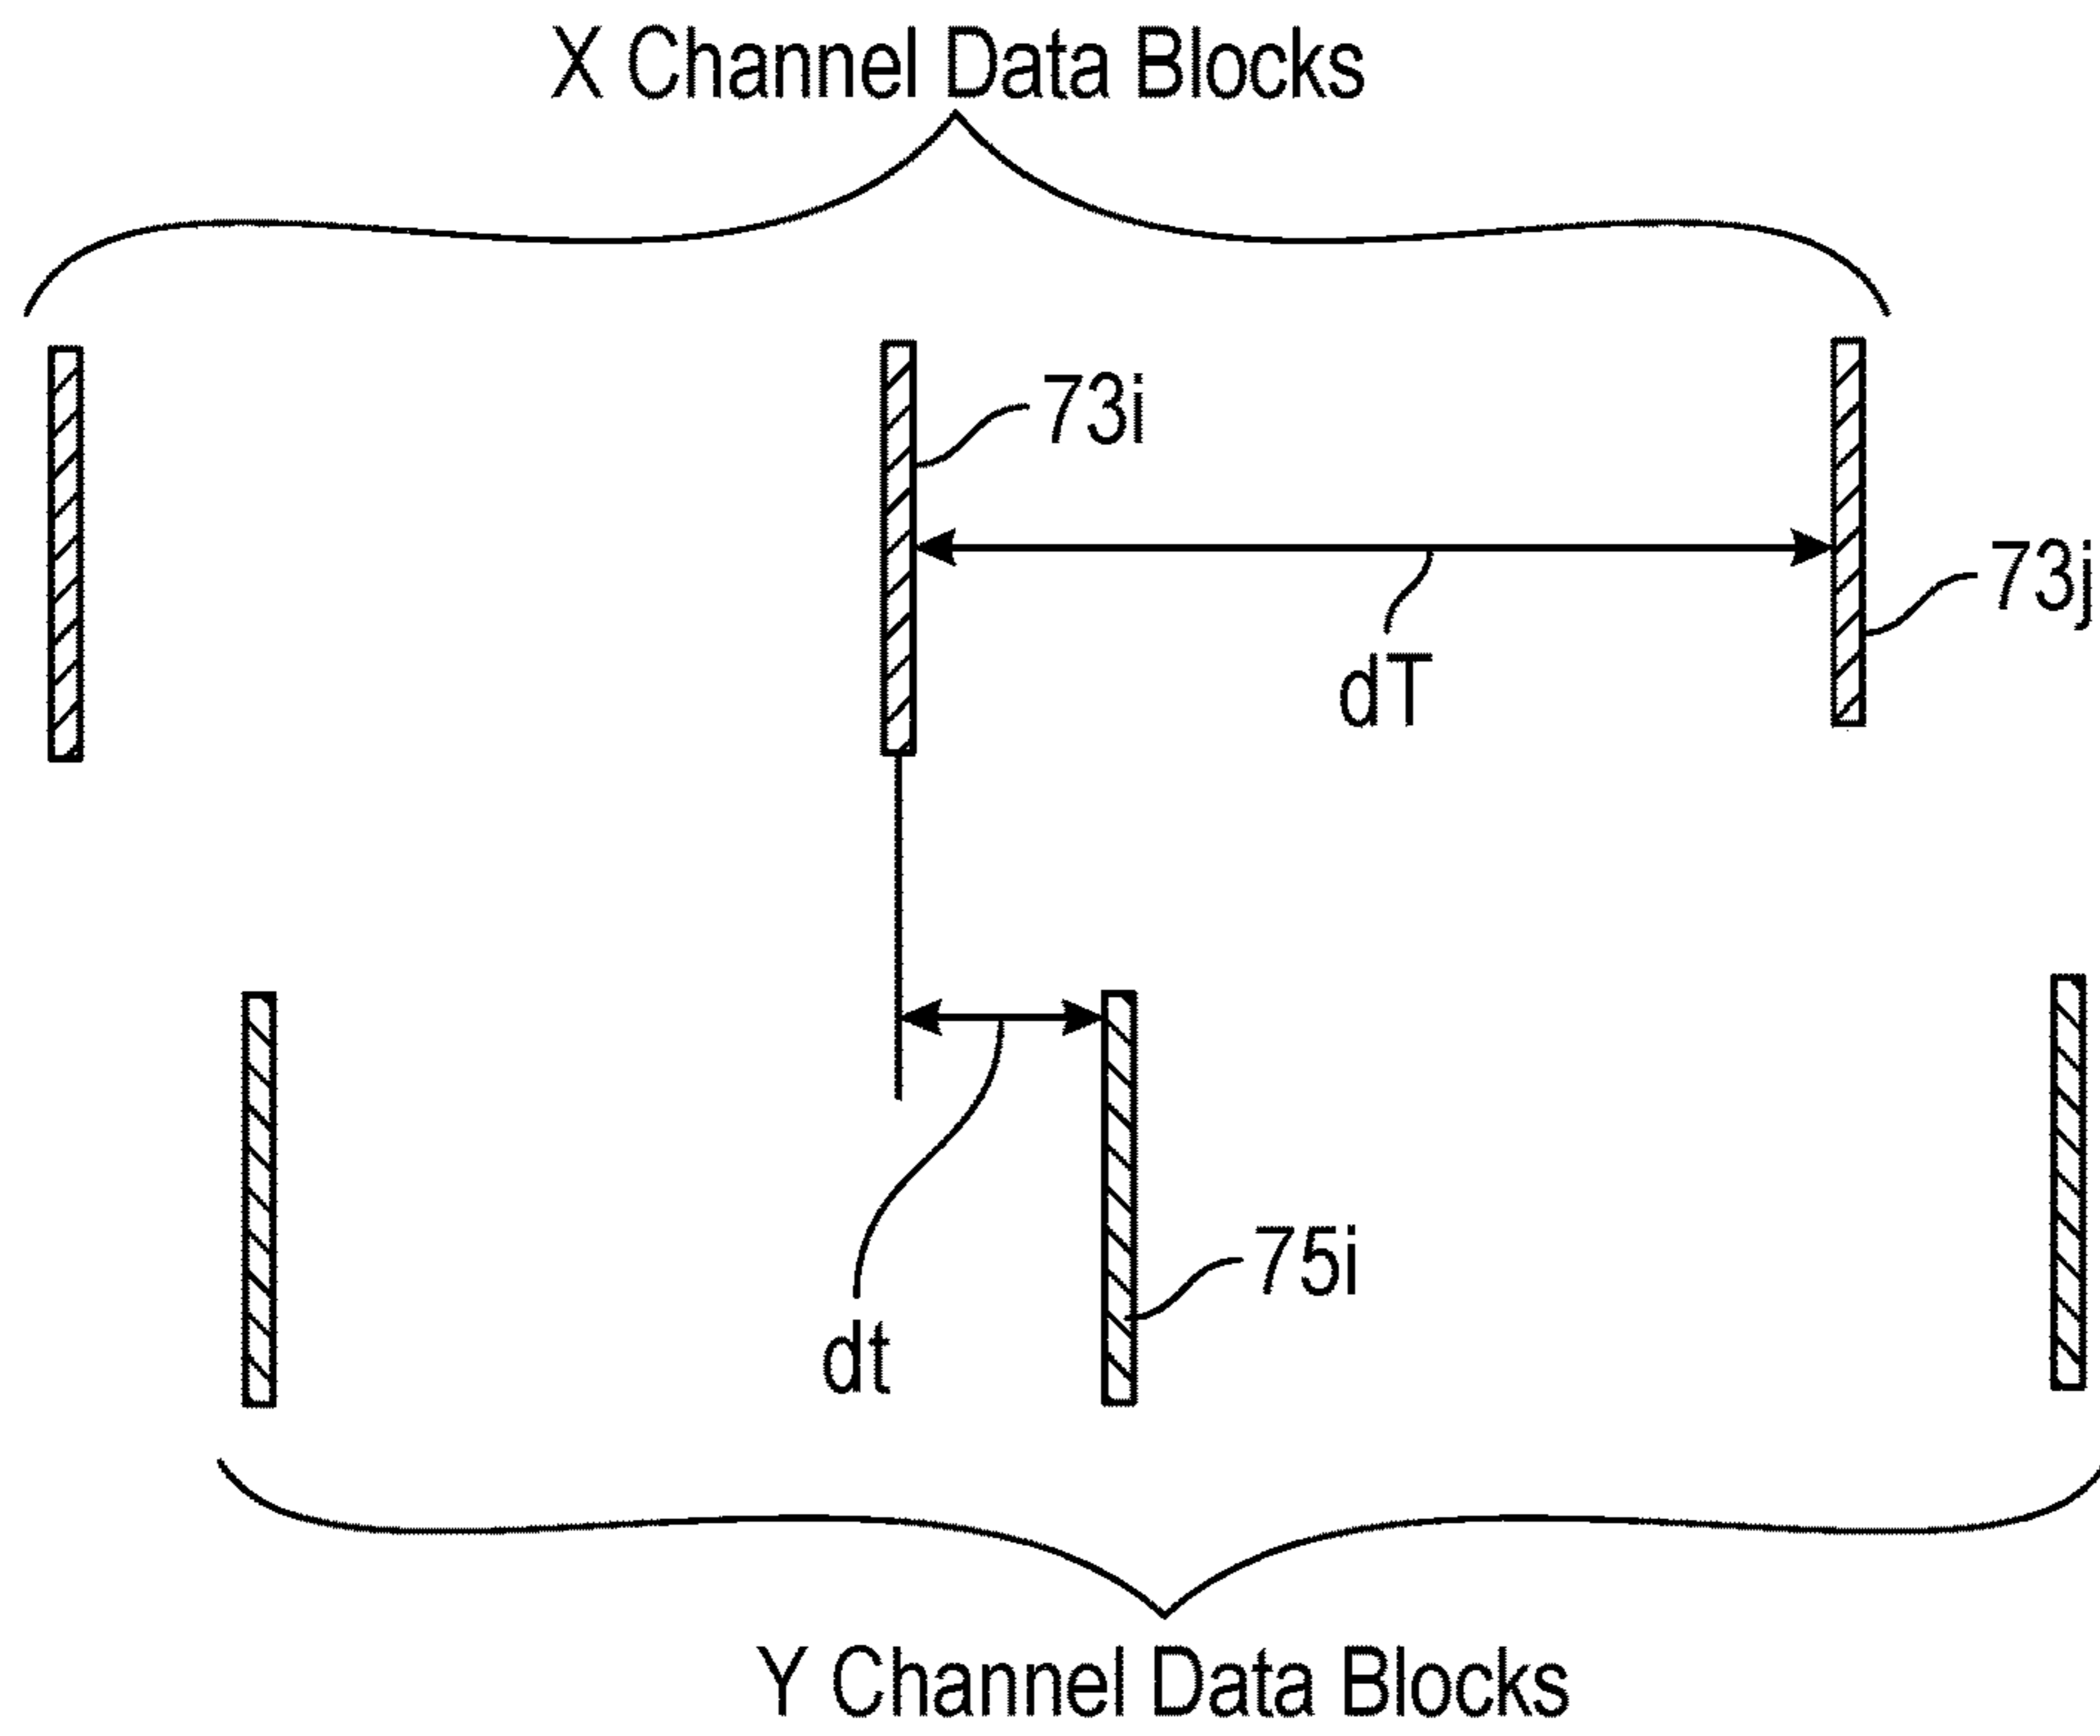 X Channel Data Blocks
73i
73j
dT
dt
75i
Y Channel Data Blocks